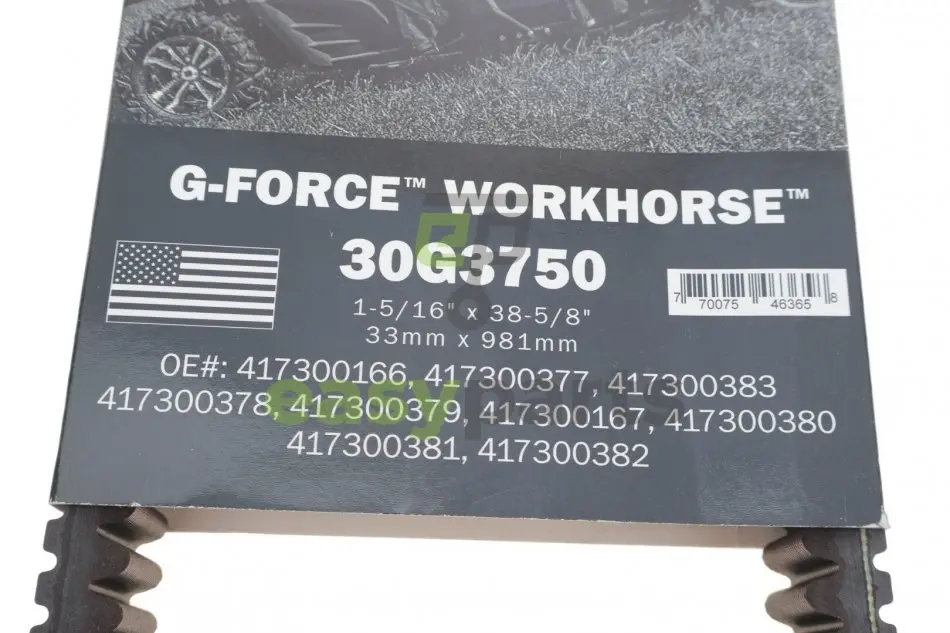 G-FORCE™ WORKHORSE™
30G3750
1-5/16" x 38-5/8"
33mm x 981mm
7 70075 46365 8
OE#: 417300166, 417300377, 417300383
417300378, 417300379, 417300167, 417300380
417300381, 417300382
easyparts